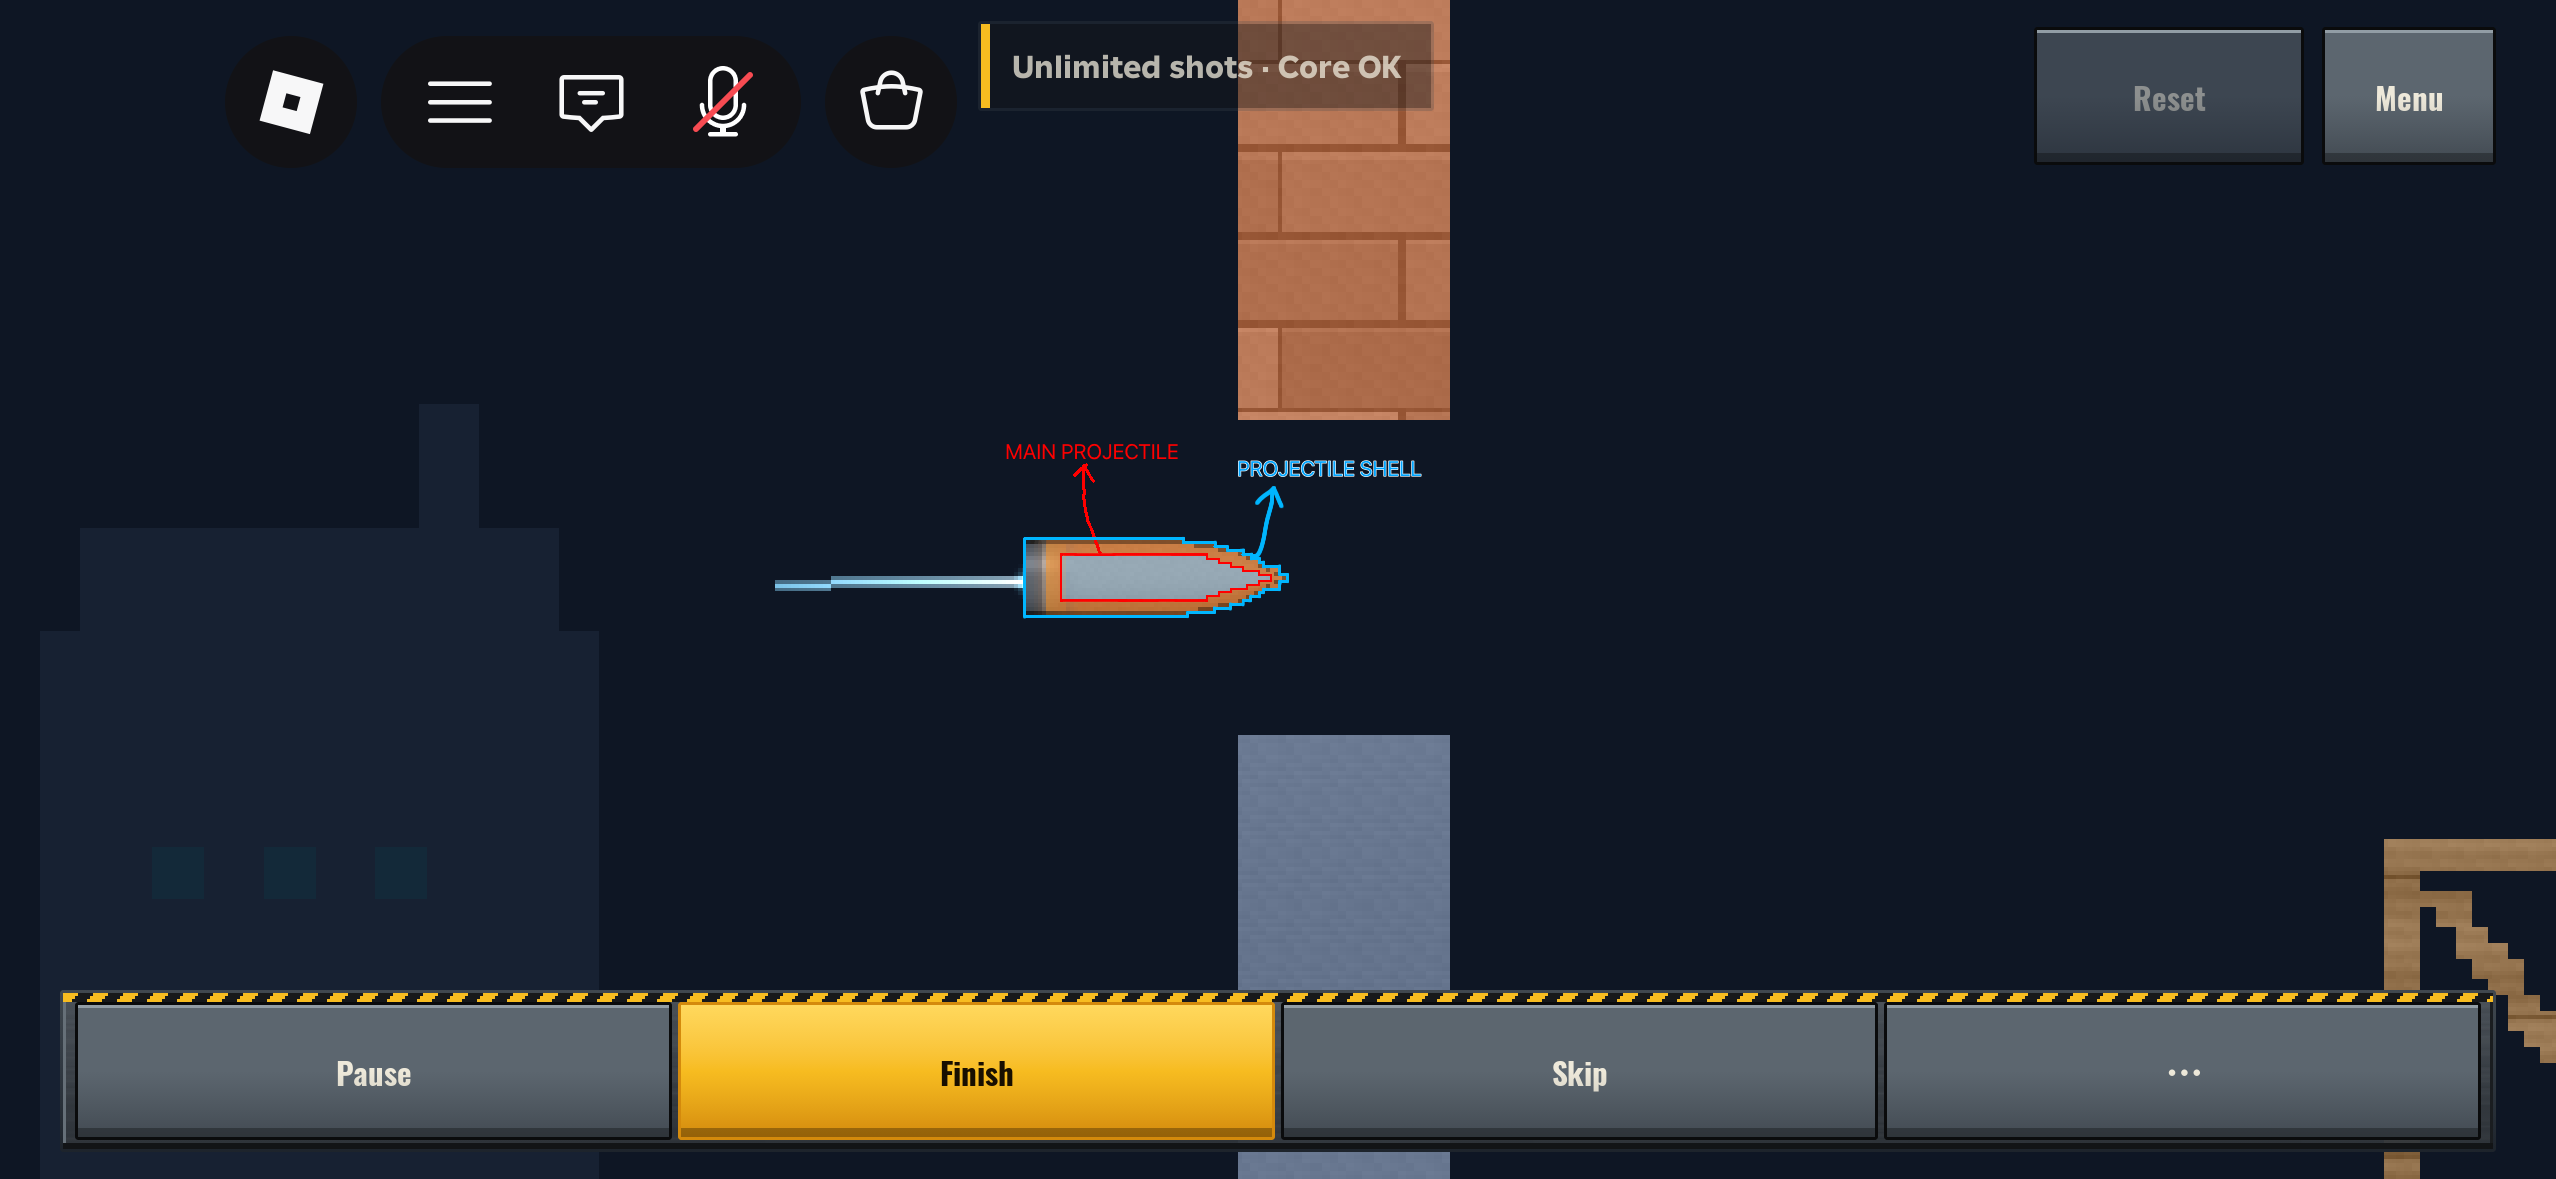 Unlimited shots · Core OK
Reset
Menu
MAIN PROJECTILE
PROJECTILE SHELL
Pause
Finish
Skip
...